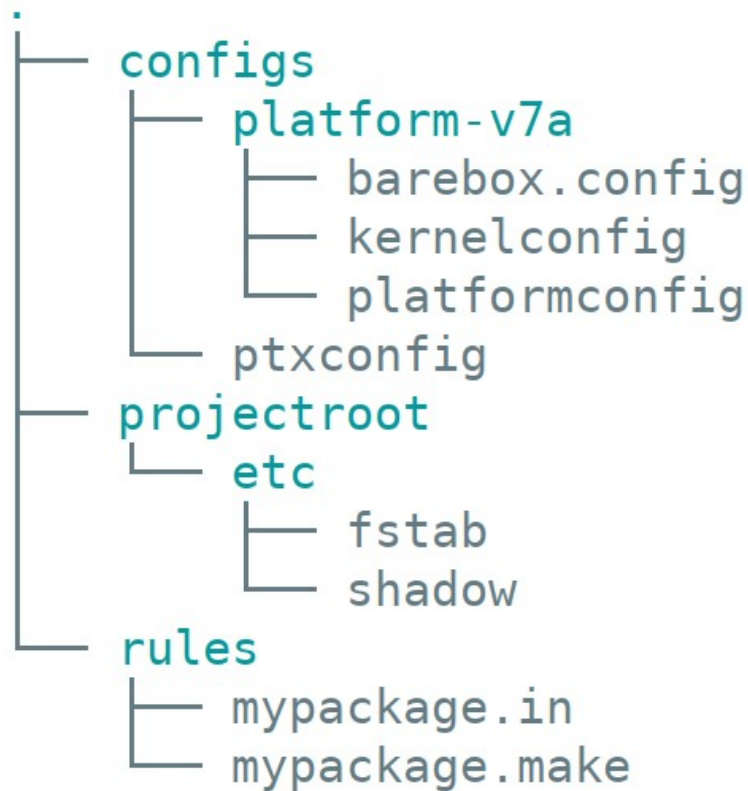 .
configs
platform-v7a
barebox.config
kernelconfig
platformconfig
ptxconfig
projectroot
etc
fstab
shadow
rules
mypackage.in
mypackage.make